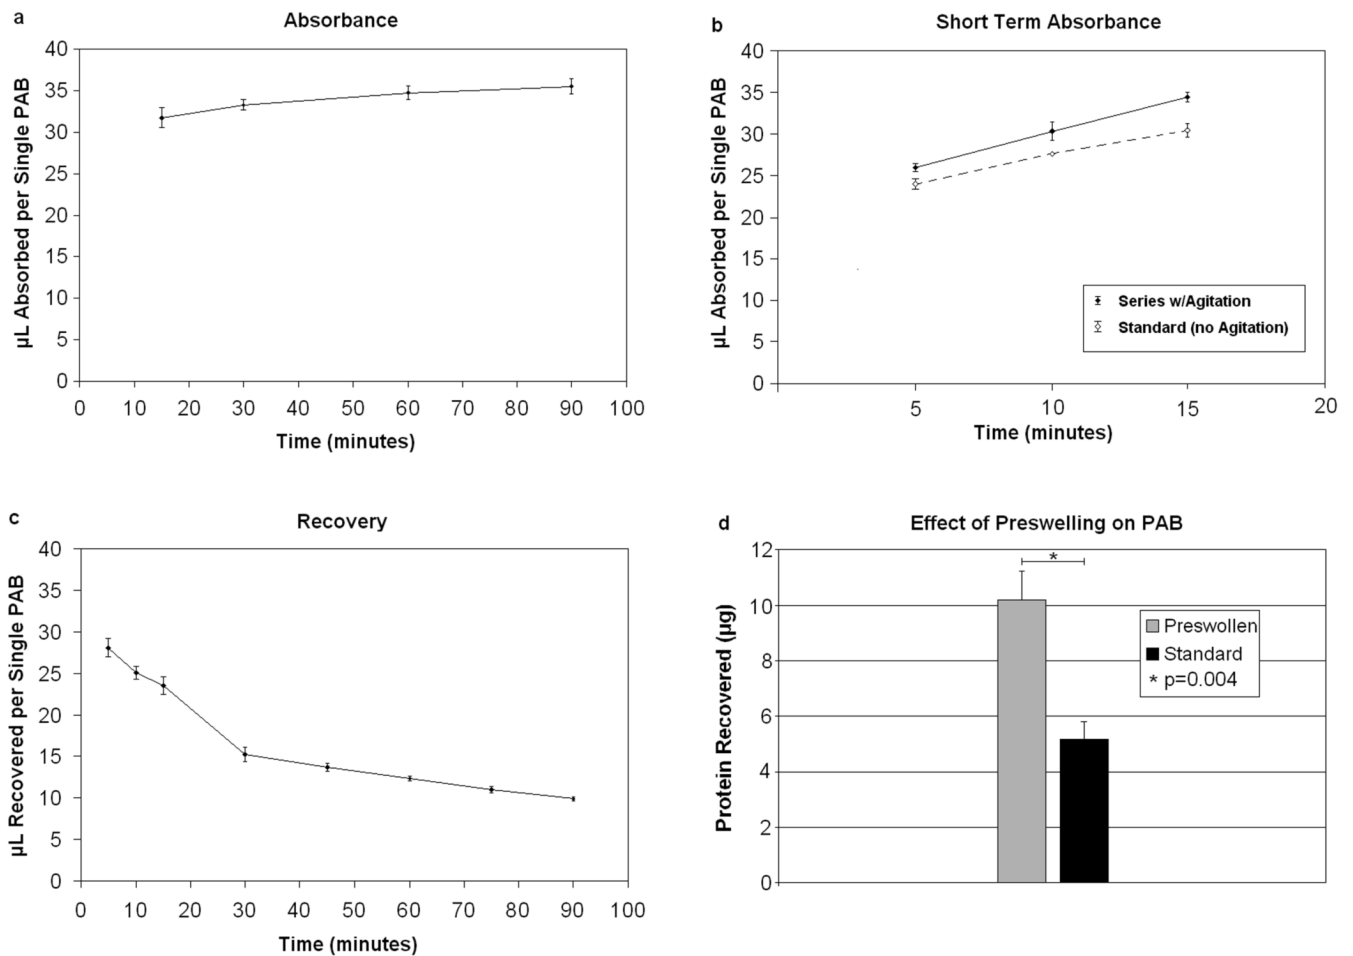 a
Absorbance
µL Absorbed per Single PAB
40
35
30
25
20
15
10
5
0
0 10 20 30 40 50 60 70 80 90 100
Time (minutes)
b
Short Term Absorbance
µL Absorbed per Single PAB
40
35
30
25
20
15
10
5
0
Series w/Agitation
Standard (no Agitation)
5 10 15 20
Time (minutes)
c
Recovery
µL Recovered per Single PAB
40
35
30
25
20
15
10
5
0
0 10 20 30 40 50 60 70 80 90 100
Time (minutes)
d
Effect of Preswelling on PAB
Protein Recovered (µg)
12
10
8
6
4
2
0
*
Preswollen
Standard
* p=0.004